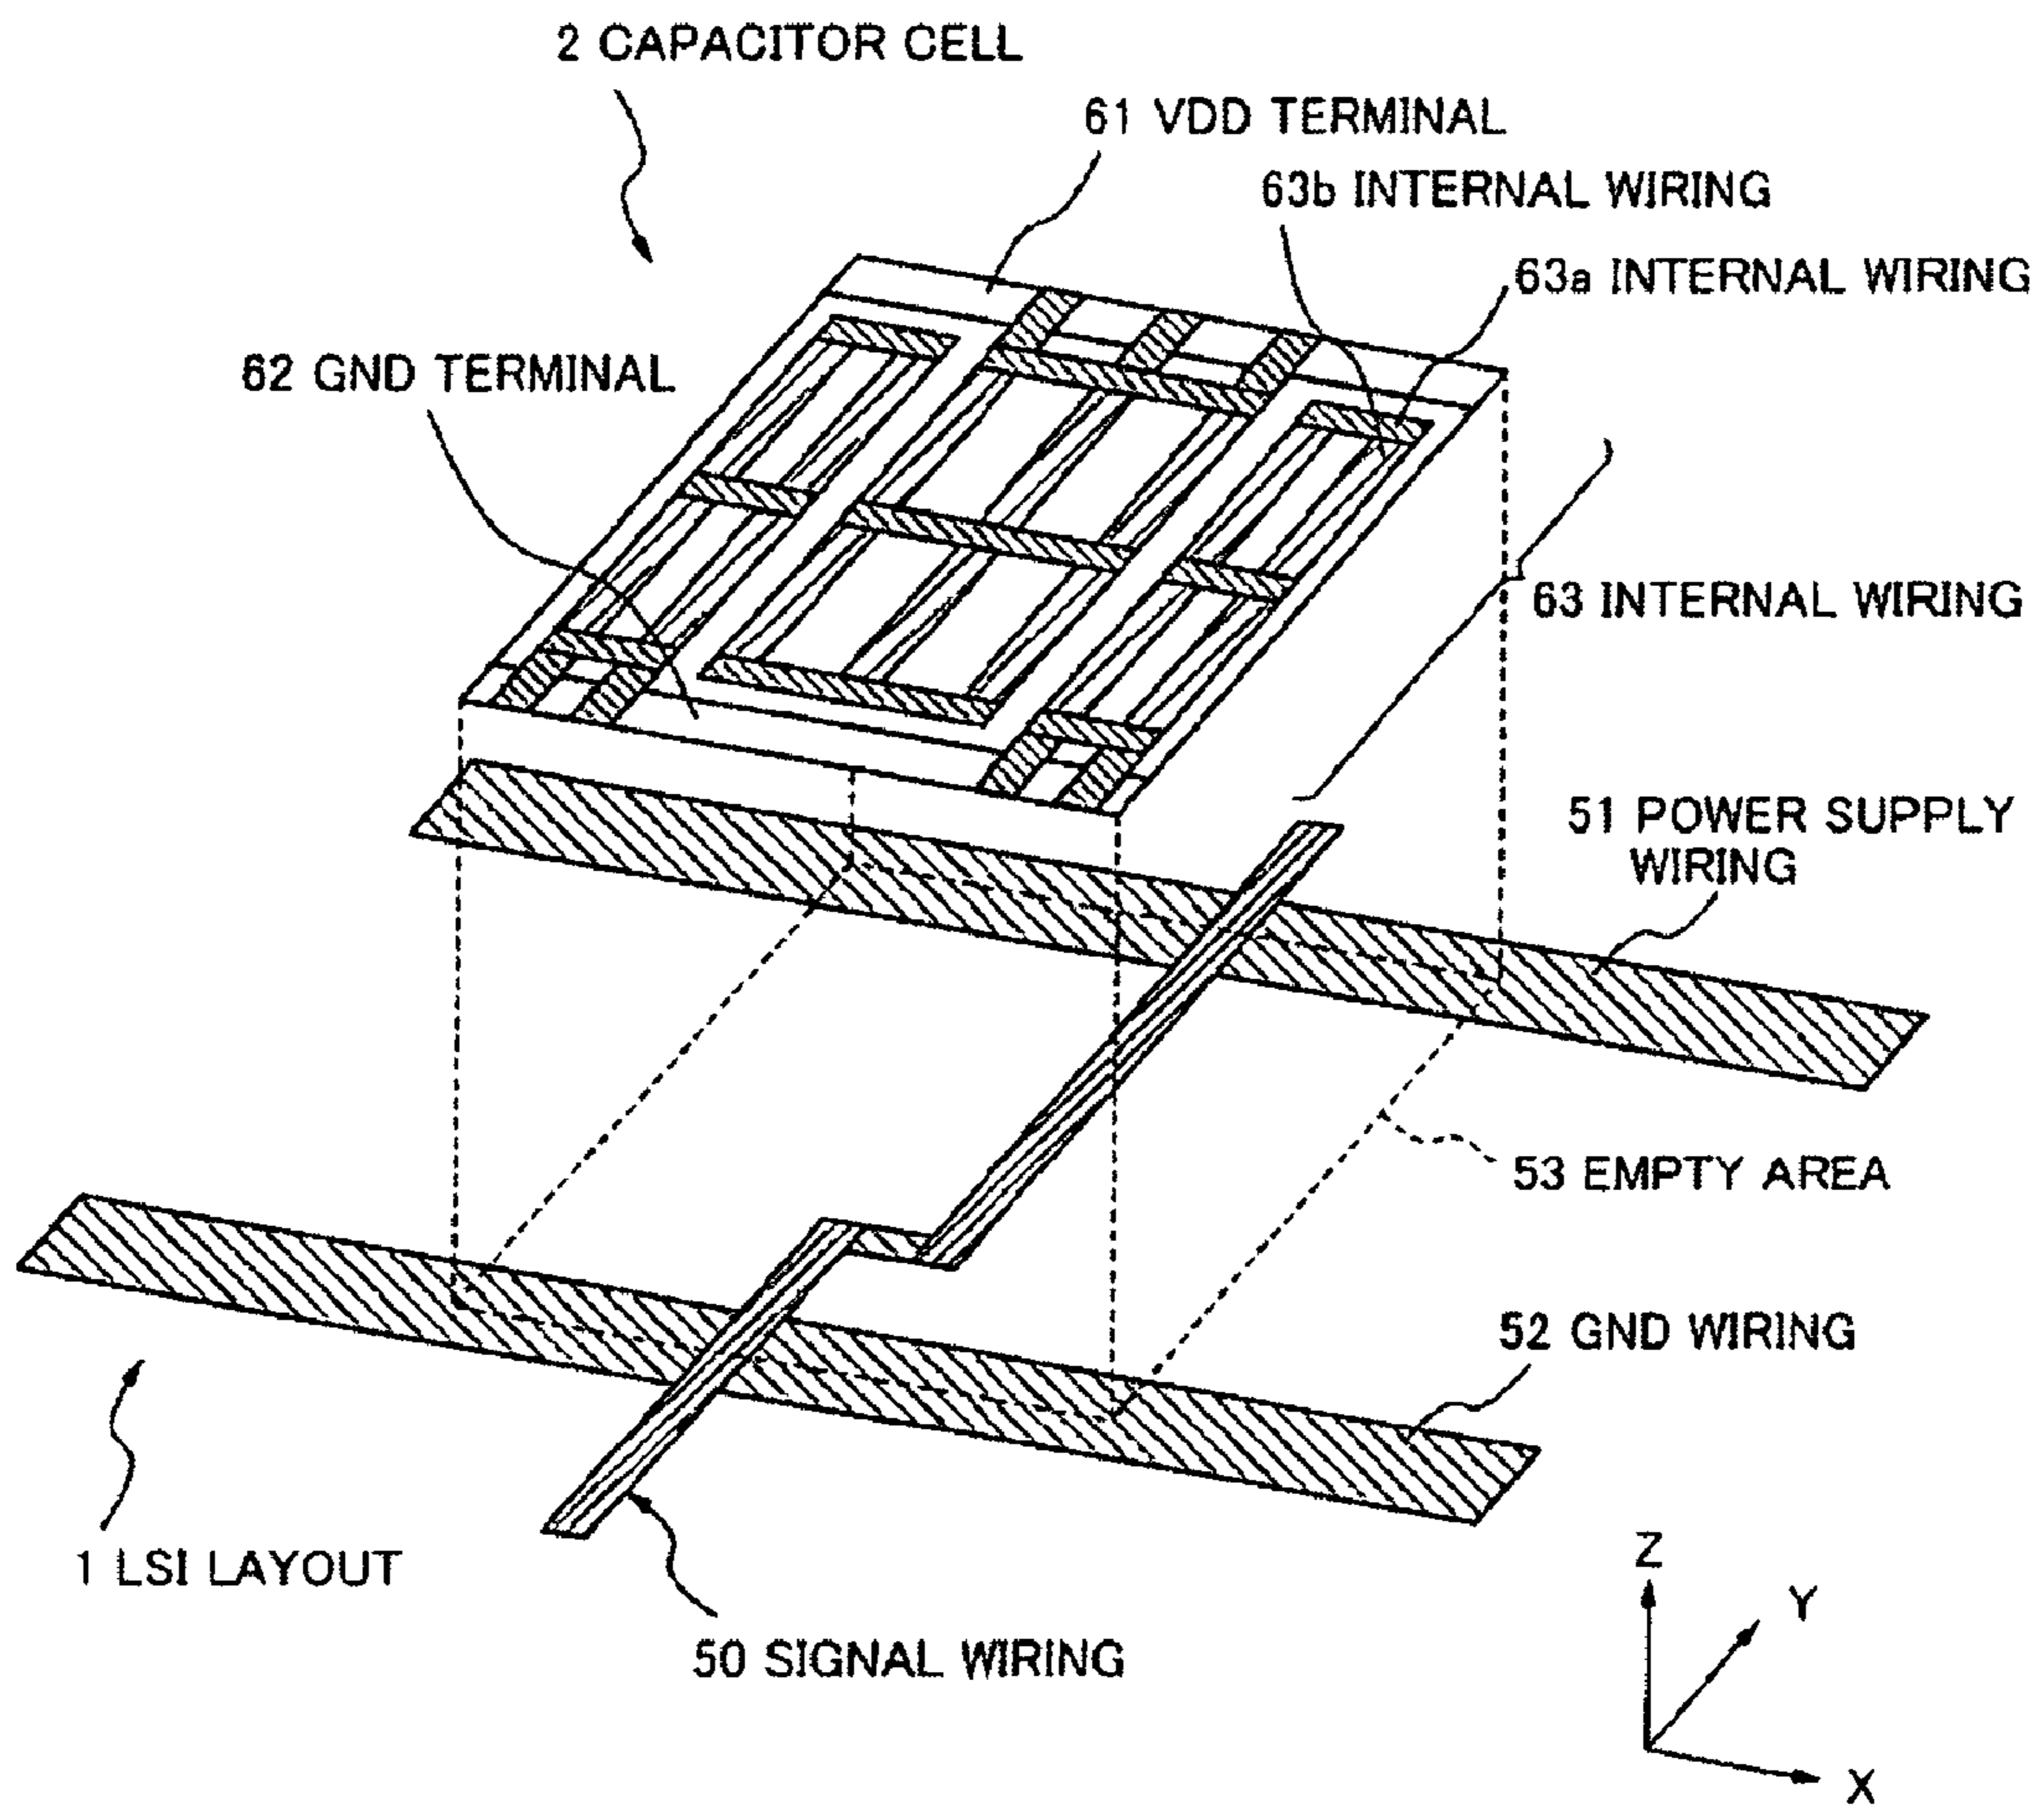 2 CAPACITOR CELL
61 VDD TERMINAL
63b INTERNAL WIRING
63a INTERNAL WIRING
62 GND TERMINAL
63 INTERNAL WIRING
51 POWER SUPPLY
WIRING
53 EMPTY AREA
52 GND WIRING
1 LSI LAYOUT
50 SIGNAL WIRING
Z
Y
X